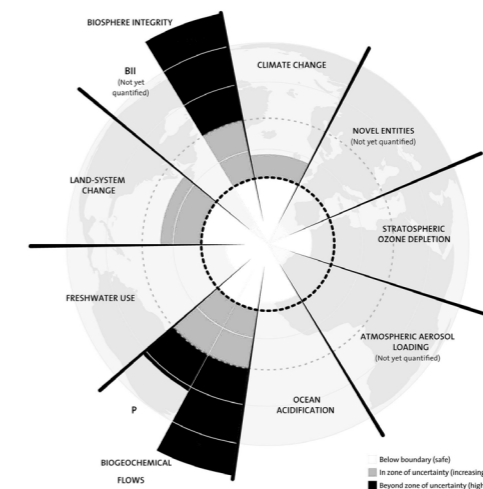 BIOSPHERE INTEGRITY
CLIMATE CHANGE
BII
(Not yet
quantified)
NOVEL ENTITIES
(Not yet quantified)
LAND-SYSTEM
CHANGE
STRATOSPHERIC
OZONE DEPLETION
FRESHWATER USE
ATMOSPHERIC AEROSOL
LOADING
(Not yet quantified)
OCEAN
ACIDIFICATION
P
BIOGEOCHEMICAL
FLOWS
Below boundary (safe)
In zone of uncertainty (increasing
Beyond zone of uncertainty (high